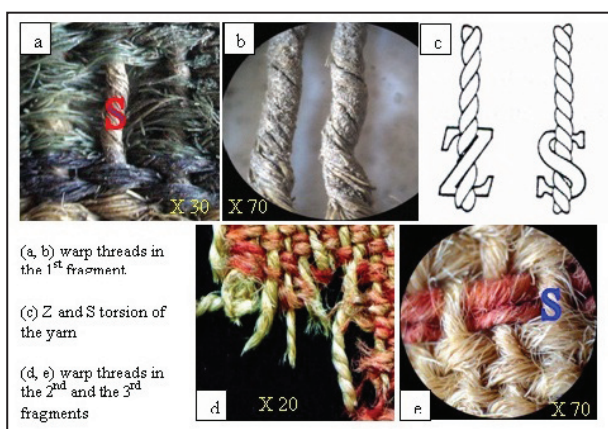 a
b
c
S
X 30
X 70
Z
S
(a, b) warp threads in
the 1st fragment
(c) Z and S torsion of
the yarn
(d, e) warp threads in
the 2nd and the 3rd
fragments
d
X 20
S
e
X 70